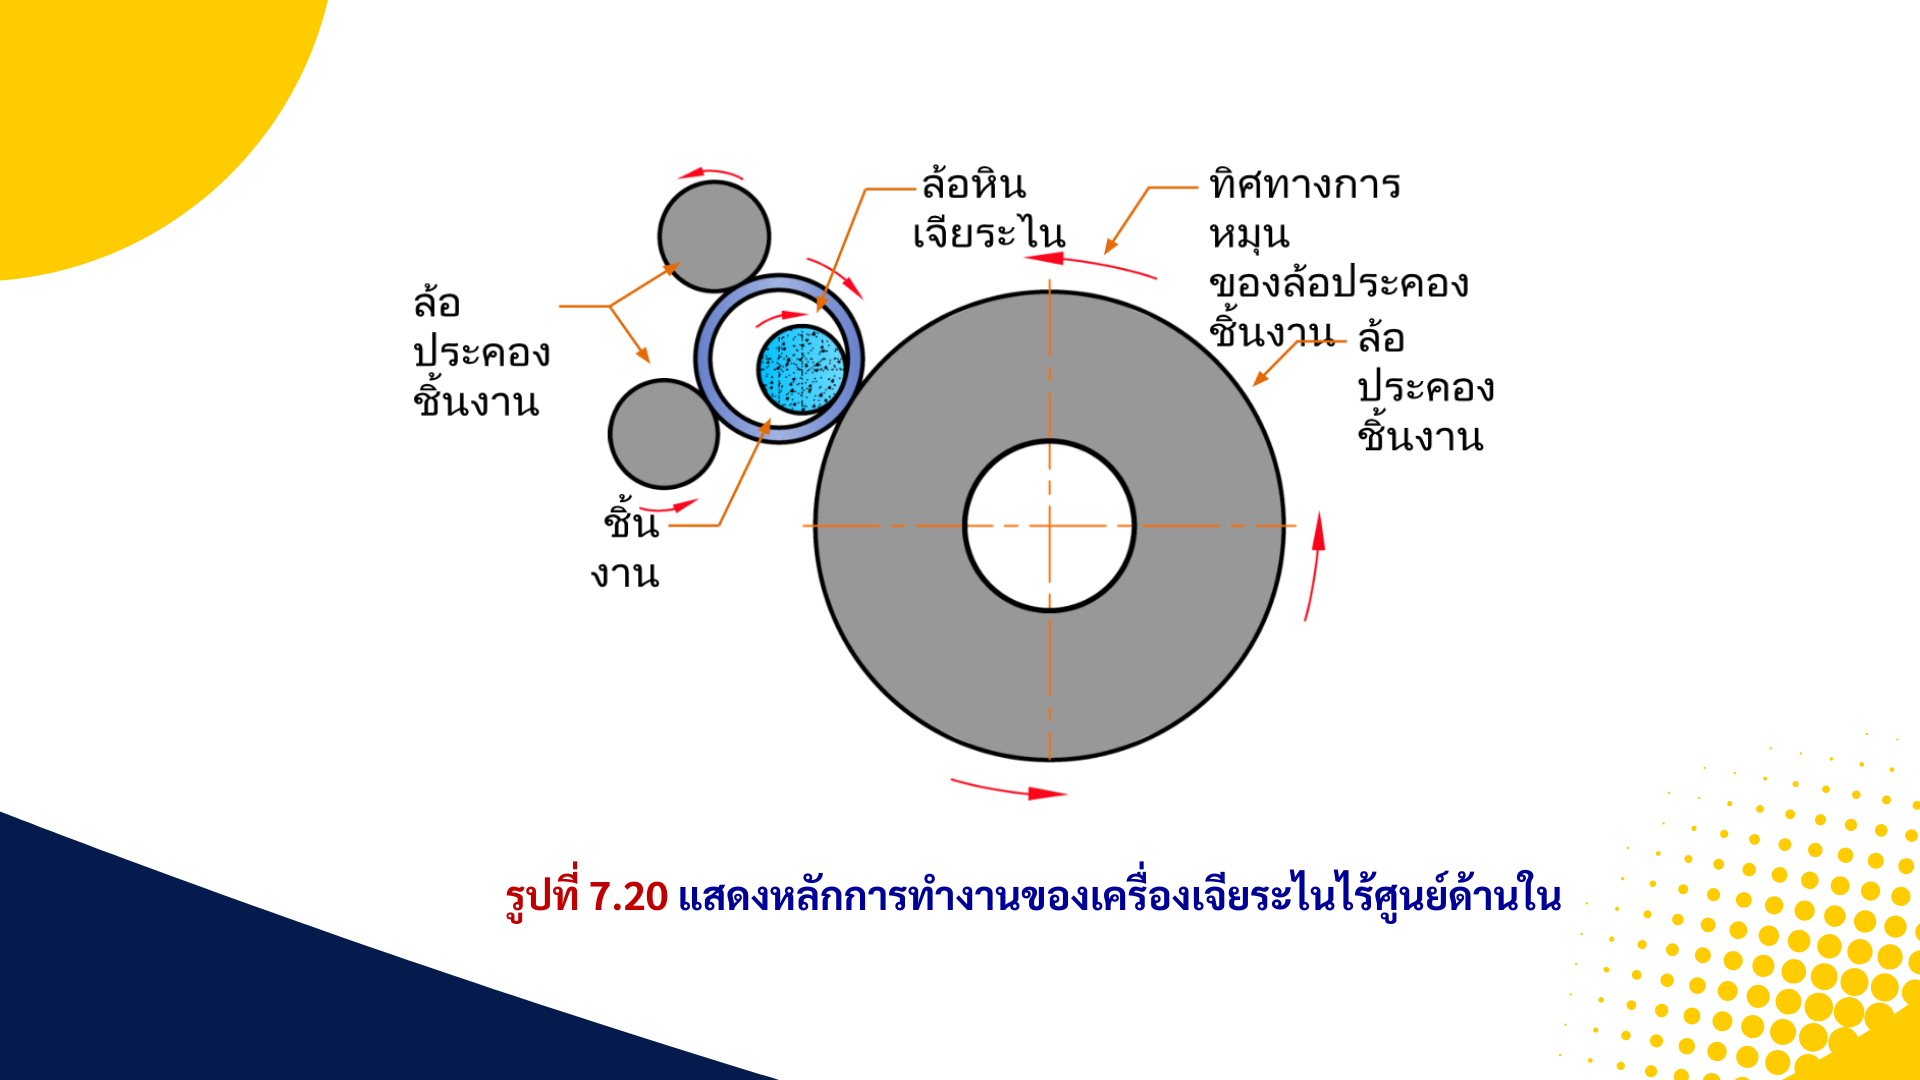 ล้อหิน
เจียระไน
ทิศทางการ
หมุน
ของล้อประคอง
ชิ้นงาน
ล้อ
ประคอง
ชิ้นงาน
ล้อ
ประคอง
ชิ้นงาน
ชิ้น
งาน
รูปที่ 7.20 แสดงหลักการทำงานของเครื่องเจียระไนไร้ศูนย์ด้านใน